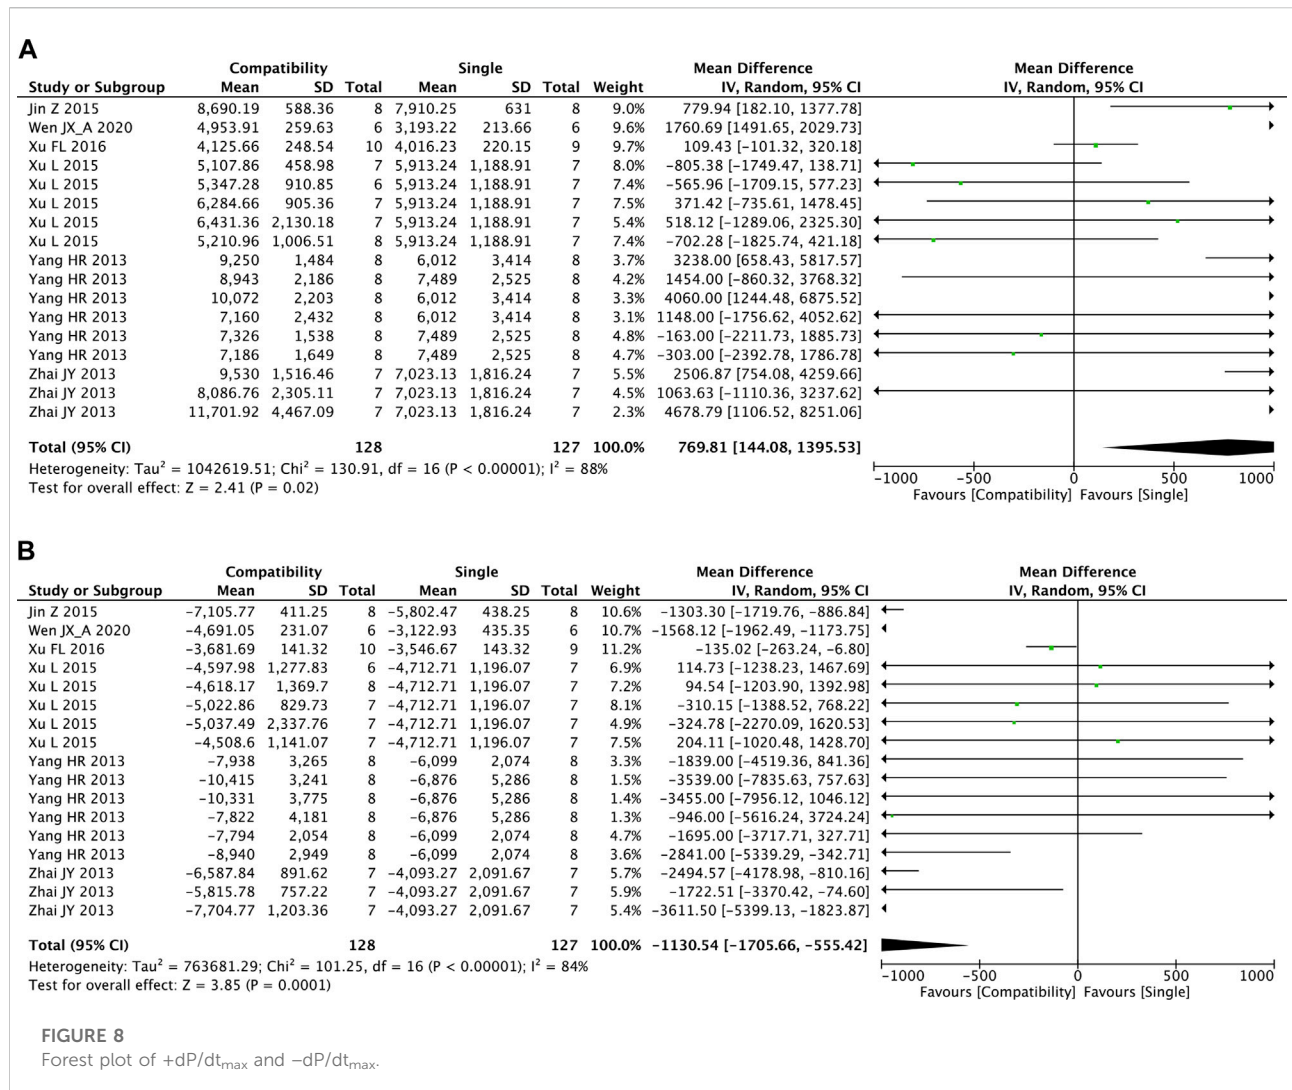 A
Compatibility Single Mean Difference Mean Difference
Study or Subgroup Mean SD Total Mean SD Total Weight IV, Random, 95% CI IV, Random, 95% CI
Jin Z 2015 8,690.19 588.36 8 7,910.25 631 8 9.0% 779.94 [182.10, 1377.78]
Wen JX_A 2020 4,953.91 259.63 6 3,193.22 213.66 6 9.6% 1760.69 [1491.65, 2029.73]
Xu FL 2016 4,125.66 248.54 10 4,016.23 220.15 9 9.7% 109.43 [−101.32, 320.18]
Xu L 2015 5,107.86 458.98 7 5,913.24 1,188.91 7 8.0% −805.38 [−1749.47, 138.71]
Xu L 2015 5,347.28 910.85 6 5,913.24 1,188.91 7 7.4% −565.96 [−1709.15, 577.23]
Xu L 2015 6,284.66 905.36 7 5,913.24 1,188.91 7 7.5% 371.42 [−735.61, 1478.45]
Xu L 2015 6,431.36 2,130.18 7 5,913.24 1,188.91 7 5.4% 518.12 [−1289.06, 2325.30]
Xu L 2015 5,210.96 1,006.51 8 5,913.24 1,188.91 7 7.4% −702.28 [−1825.74, 421.18]
Yang HR 2013 9,250 1,484 8 6,012 3,414 8 3.7% 3238.00 [658.43, 5817.57]
Yang HR 2013 8,943 2,186 8 7,489 2,525 8 4.2% 1454.00 [−860.32, 3768.32]
Yang HR 2013 10,072 2,203 8 6,012 3,414 8 3.3% 4060.00 [1244.48, 6875.52]
Yang HR 2013 7,160 2,432 8 6,012 3,414 8 3.1% 1148.00 [−1756.62, 4052.62]
Yang HR 2013 7,326 1,538 8 7,489 2,525 8 4.8% −163.00 [−2211.73, 1885.73]
Yang HR 2013 7,186 1,649 8 7,489 2,525 8 4.7% −303.00 [−2392.78, 1786.78]
Zhai JY 2013 9,530 1,516.46 7 7,023.13 1,816.24 7 5.5% 2506.87 [754.08, 4259.66]
Zhai JY 2013 8,086.76 2,305.11 7 7,023.13 1,816.24 7 4.5% 1063.63 [−1110.36, 3237.62]
Zhai JY 2013 11,701.92 4,467.09 7 7,023.13 1,816.24 7 2.3% 4678.79 [1106.52, 8251.06]
Total (95% CI) 128 127 100.0% 769.81 [144.08, 1395.53]
Heterogeneity: Tau² = 1042619.51; Chi² = 130.91, df = 16 (P < 0.00001); I² = 88%
Test for overall effect: Z = 2.41 (P = 0.02)
−1000 −500 0 500 1000
Favours [Compatibility] Favours [Single]
B
Compatibility Single Mean Difference Mean Difference
Study or Subgroup Mean SD Total Mean SD Total Weight IV, Random, 95% CI IV, Random, 95% CI
Jin Z 2015 −7,105.77 411.25 8 −5,802.47 438.25 8 10.6% −1303.30 [−1719.76, −886.84]
Wen JX_A 2020 −4,691.05 231.07 6 −3,122.93 435.35 6 10.7% −1568.12 [−1962.49, −1173.75]
Xu FL 2016 −3,681.69 141.32 10 −3,546.67 143.32 9 11.2% −135.02 [−263.24, −6.80]
Xu L 2015 −4,597.98 1,277.83 6 −4,712.71 1,196.07 7 6.9% 114.73 [−1238.23, 1467.69]
Xu L 2015 −4,618.17 1,369.7 8 −4,712.71 1,196.07 7 7.2% 94.54 [−1203.90, 1392.98]
Xu L 2015 −5,022.86 829.73 7 −4,712.71 1,196.07 7 8.1% −310.15 [−1388.52, 768.22]
Xu L 2015 −5,037.49 2,337.76 7 −4,712.71 1,196.07 7 4.9% −324.78 [−2270.09, 1620.53]
Xu L 2015 −4,508.6 1,141.07 7 −4,712.71 1,196.07 7 7.5% 204.11 [−1020.48, 1428.70]
Yang HR 2013 −7,938 3,265 8 −6,099 2,074 8 3.3% −1839.00 [−4519.36, 841.36]
Yang HR 2013 −10,415 3,241 8 −6,876 5,286 8 1.5% −3539.00 [−7835.63, 757.63]
Yang HR 2013 −10,331 3,775 8 −6,876 5,286 8 1.4% −3455.00 [−7956.12, 1046.12]
Yang HR 2013 −7,822 4,181 8 −6,876 5,286 8 1.3% −946.00 [−5616.24, 3724.24]
Yang HR 2013 −7,794 2,054 8 −6,099 2,074 8 4.7% −1695.00 [−3717.71, 327.71]
Yang HR 2013 −8,940 2,949 8 −6,099 2,074 8 3.6% −2841.00 [−5339.29, −342.71]
Zhai JY 2013 −6,587.84 891.62 7 −4,093.27 2,091.67 7 5.7% −2494.57 [−4178.98, −810.16]
Zhai JY 2013 −5,815.78 757.22 7 −4,093.27 2,091.67 7 5.9% −1722.51 [−3370.42, −74.60]
Zhai JY 2013 −7,704.77 1,203.36 7 −4,093.27 2,091.67 7 5.4% −3611.50 [−5399.13, −1823.87]
Total (95% CI) 128 127 100.0% −1130.54 [−1705.66, −555.42]
Heterogeneity: Tau² = 763681.29; Chi² = 101.25, df = 16 (P < 0.00001); I² = 84%
Test for overall effect: Z = 3.85 (P = 0.0001)
−1000 −500 0 500 1000
Favours [Compatibility] Favours [Single]
FIGURE 8
Forest plot of +dP/dtmax and −dP/dtmax.